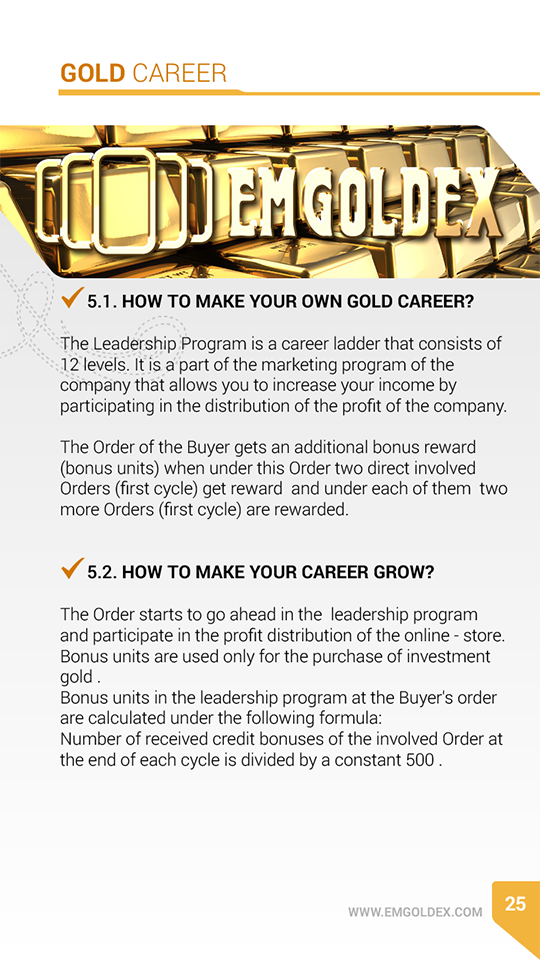 GOLD CAREER
EMGOLDEX
5.1. HOW TO MAKE YOUR OWN GOLD CAREER?
The Leadership Program is a career ladder that consists of
12 levels. It is a part of the marketing program of the
company that allows you to increase your income by
participating in the distribution of the profit of the company.
The Order of the Buyer gets an additional bonus reward
(bonus units) when under this Order two direct involved
Orders (first cycle) get reward and under each of them two
more Orders (first cycle) are rewarded.
5.2. HOW TO MAKE YOUR CAREER GROW?
The Order starts to go ahead in the leadership program
and participate in the profit distribution of the online - store.
Bonus units are used only for the purchase of investment
gold .
Bonus units in the leadership program at the Buyer's order
are calculated under the following formula:
Number of received credit bonuses of the involved Order at
the end of each cycle is divided by a constant 500 .
WWW.EMGOLDEX.COM
25